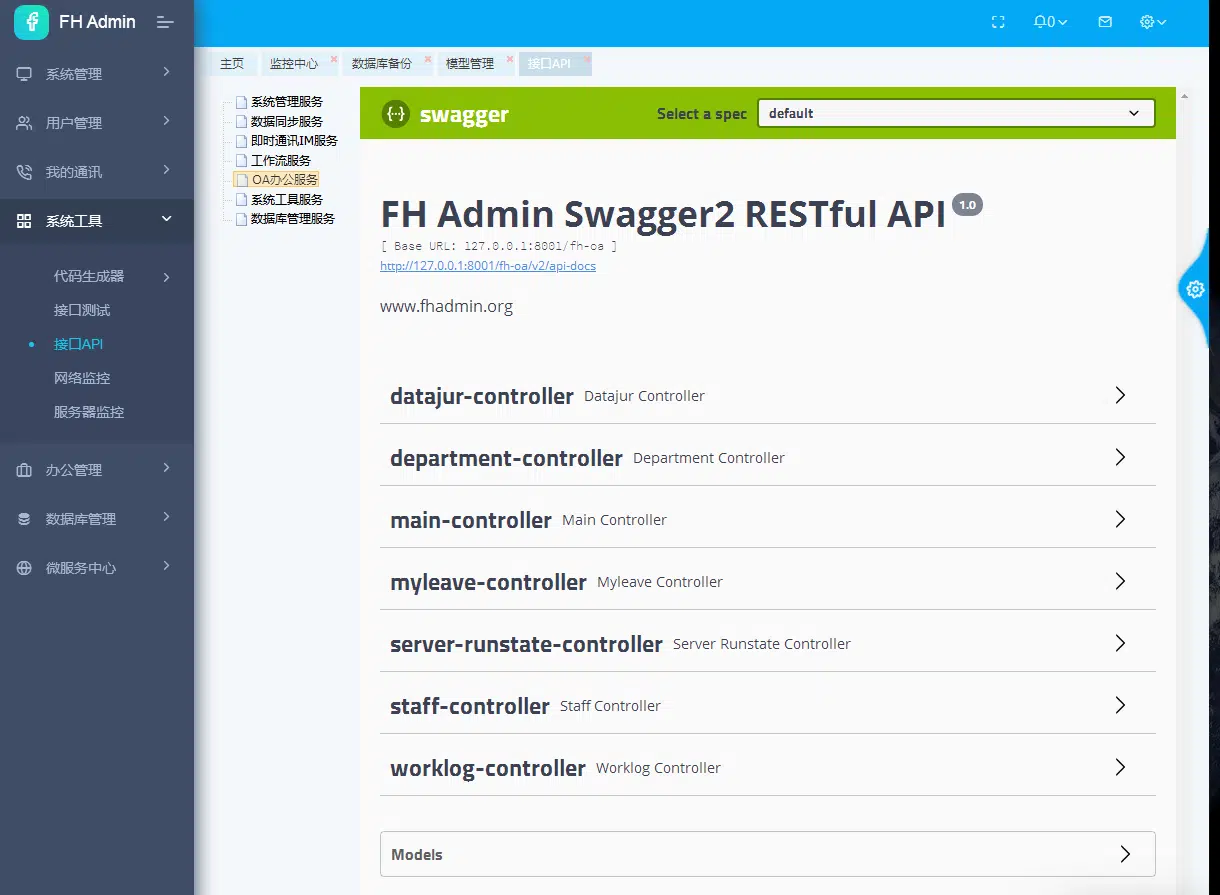 FH Admin
0
系统管理
用户管理
我的通讯
系统工具
代码生成器
接口测试
接口API
网络监控
服务器监控
办公管理
数据库管理
微服务中心
主页
监控中心
数据库备份
模型管理
接口API
系统管理服务
数据同步服务
即时通讯IM服务
工作流服务
OA办公服务
系统工具服务
数据库管理服务
swagger
Select a spec
default
FH Admin Swagger2 RESTful API 1.0
[ Base URL: 127.0.0.1:8001/fh-oa ]
http://127.0.0.1:8001/fh-oa/v2/api-docs
www.fhadmin.org
datajur-controller Datajur Controller
department-controller Department Controller
main-controller Main Controller
myleave-controller Myleave Controller
server-runstate-controller Server Runstate Controller
staff-controller Staff Controller
worklog-controller Worklog Controller
Models